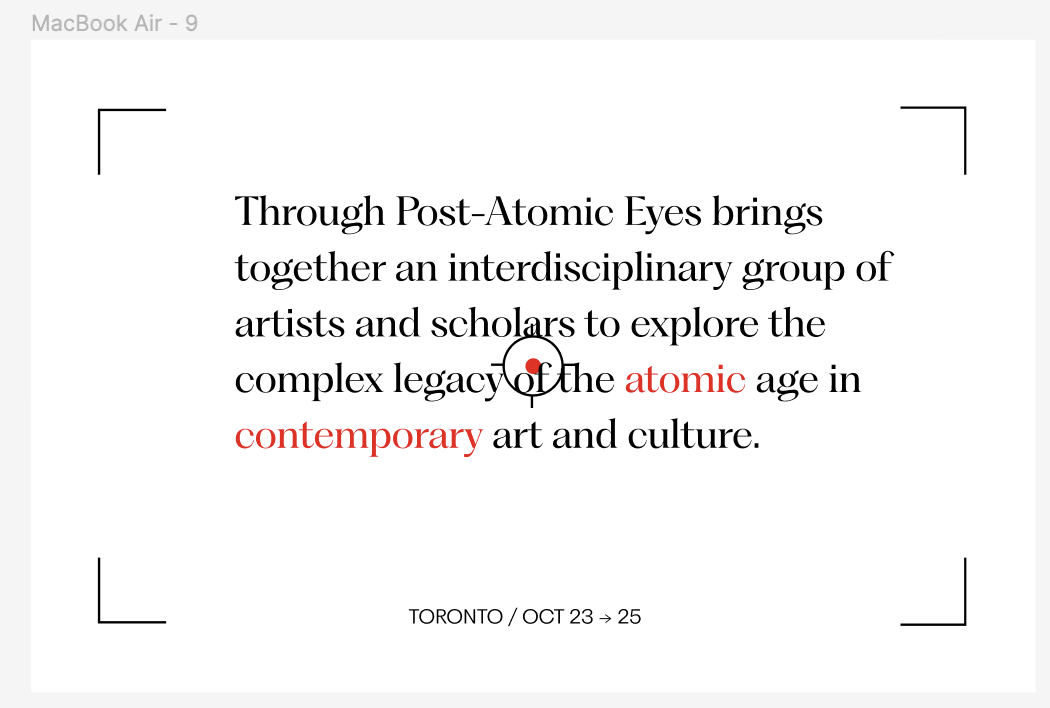 MacBook Air - 9
Through Post-Atomic Eyes brings
together an interdisciplinary group of
artists and scholars to explore the
complex legacy of the atomic age in
contemporary art and culture.
TORONTO / OCT 23 → 25